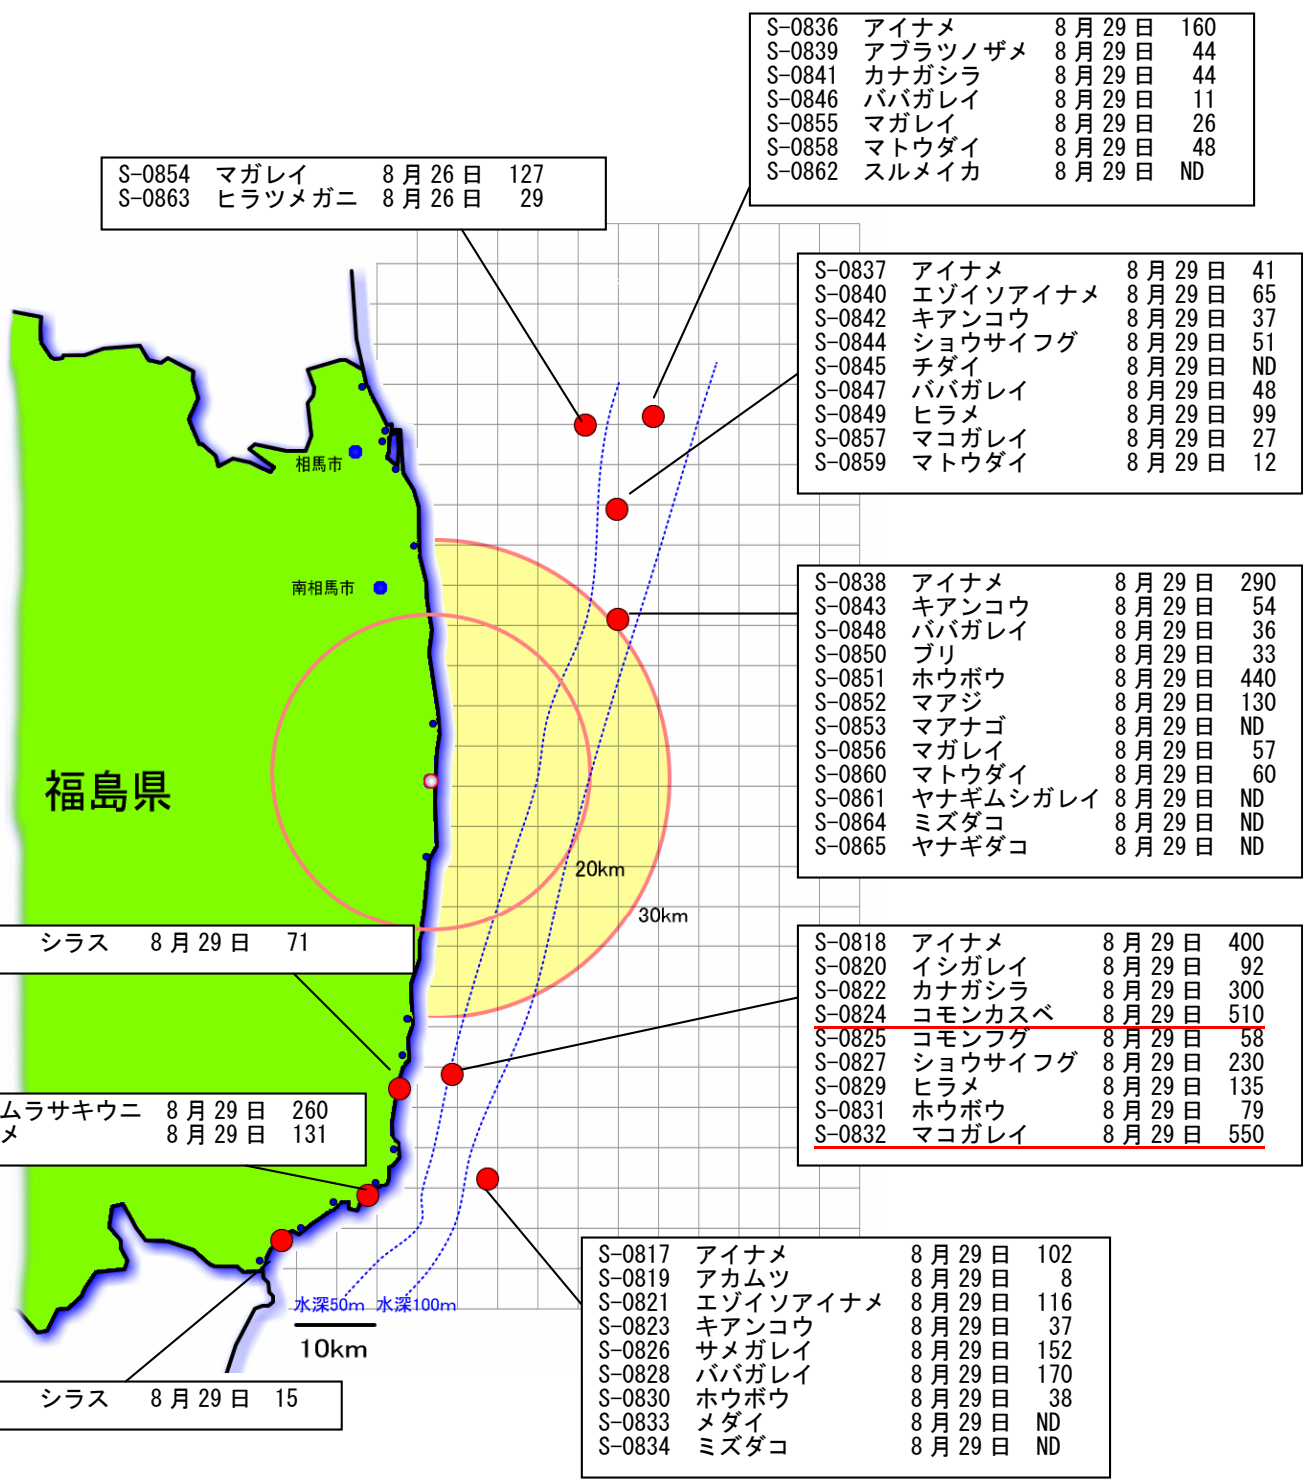 S-0836 アイナメ 8月29日 160
S-0839 アブラツノザメ 8月29日 44
S-0841 カナガシラ 8月29日 44
S-0846 ババガレイ 8月29日 11
S-0855 マガレイ 8月29日 26
S-0858 マトウダイ 8月29日 48
S-0862 スルメイカ 8月29日 ND
S-0854 マガレイ 8月26日 127
S-0863 ヒラツメガニ 8月26日 29
S-0837 アイナメ 8月29日 41
S-0840 エゾイソアイナメ 8月29日 65
S-0842 キアンコウ 8月29日 37
S-0844 ショウサイフグ 8月29日 51
S-0845 チダイ 8月29日 ND
S-0847 ババガレイ 8月29日 48
S-0849 ヒラメ 8月29日 99
S-0857 マコガレイ 8月29日 27
S-0859 マトウダイ 8月29日 12
相馬市
南相馬市
S-0838 アイナメ 8月29日 290
S-0843 キアンコウ 8月29日 54
S-0848 ババガレイ 8月29日 36
S-0850 ブリ 8月29日 33
S-0851 ホウボウ 8月29日 440
S-0852 マアジ 8月29日 130
S-0853 マアナゴ 8月29日 ND
S-0856 マガレイ 8月29日 57
S-0860 マトウダイ 8月29日 60
S-0861 ヤナギムシガレイ 8月29日 ND
S-0864 ミズダコ 8月29日 ND
S-0865 ヤナギダコ 8月29日 ND
福島県
20km
30km
シラス 8月29日 71
S-0818 アイナメ 8月29日 400
S-0820 イシガレイ 8月29日 92
S-0822 カナガシラ 8月29日 300
S-0824 コモンカスベ 8月29日 510
S-0825 コモンフグ 8月29日 58
S-0827 ショウサイフグ 8月29日 230
S-0829 ヒラメ 8月29日 135
S-0831 ホウボウ 8月29日 79
S-0832 マコガレイ 8月29日 550
ムラサキウニ 8月29日 260
メ 8月29日 131
S-0817 アイナメ 8月29日 102
S-0819 アカムツ 8月29日 8
S-0821 エゾイソアイナメ 8月29日 116
S-0823 キアンコウ 8月29日 37
S-0826 サメガレイ 8月29日 152
S-0828 ババガレイ 8月29日 170
S-0830 ホウボウ 8月29日 38
S-0833 メダイ 8月29日 ND
S-0834 ミズダコ 8月29日 ND
水深50m 水深100m
10km
シラス 8月29日 15